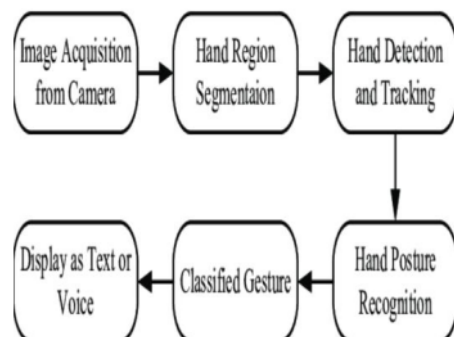 Image Acquisition
from Camera
Hand Region
Segmentaion
Hand Detection
and Tracking
Hand Posture
Recognition
Classified Gesture
Display as Text or
Voice